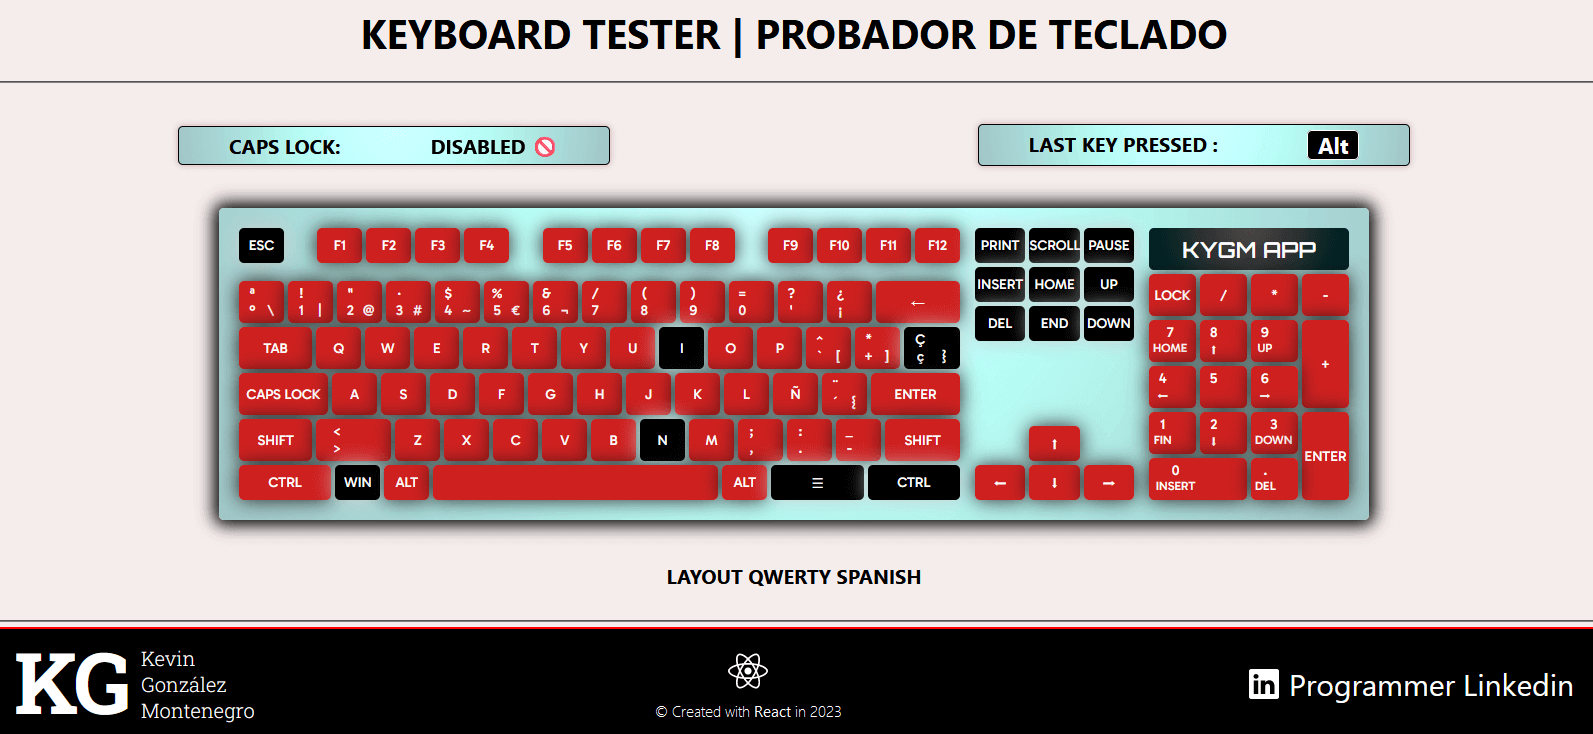 KEYBOARD TESTER | PROBADOR DE TECLADO
CAPS LOCK: DISABLED 🚫
LAST KEY PRESSED : Alt
ESC F1 F2 F3 F4 F5 F6 F7 F8 F9 F10 F11 F12 PRINT SCROLL PAUSE KYGM APP
ª ! " · $ % & / ( ) = ? ¿
º \ 1 | 2 @ 3 # 4 ~ 5 € 6 ¬ 7 8 9 0 ' ¡ ←
INSERT HOME UP LOCK / * -
TAB Q W E R T Y U I O P ^ ` [ * + ] Ç ç } DEL END DOWN
7 HOME 8 ↑ 9 UP +
CAPS LOCK A S D F G H J K L Ñ ¨ ´ { ENTER
4 ← 5 6 →
SHIFT < > Z X C V B N M ; , : . _ - SHIFT ↑
1 FIN 2 ↓ 3 DOWN ENTER
CTRL WIN ALT ALT ☰ CTRL ← ↓ →
0 INSERT . DEL
LAYOUT QWERTY SPANISH
KG
Kevin
González
Montenegro
© Created with React in 2023
in Programmer Linkedin